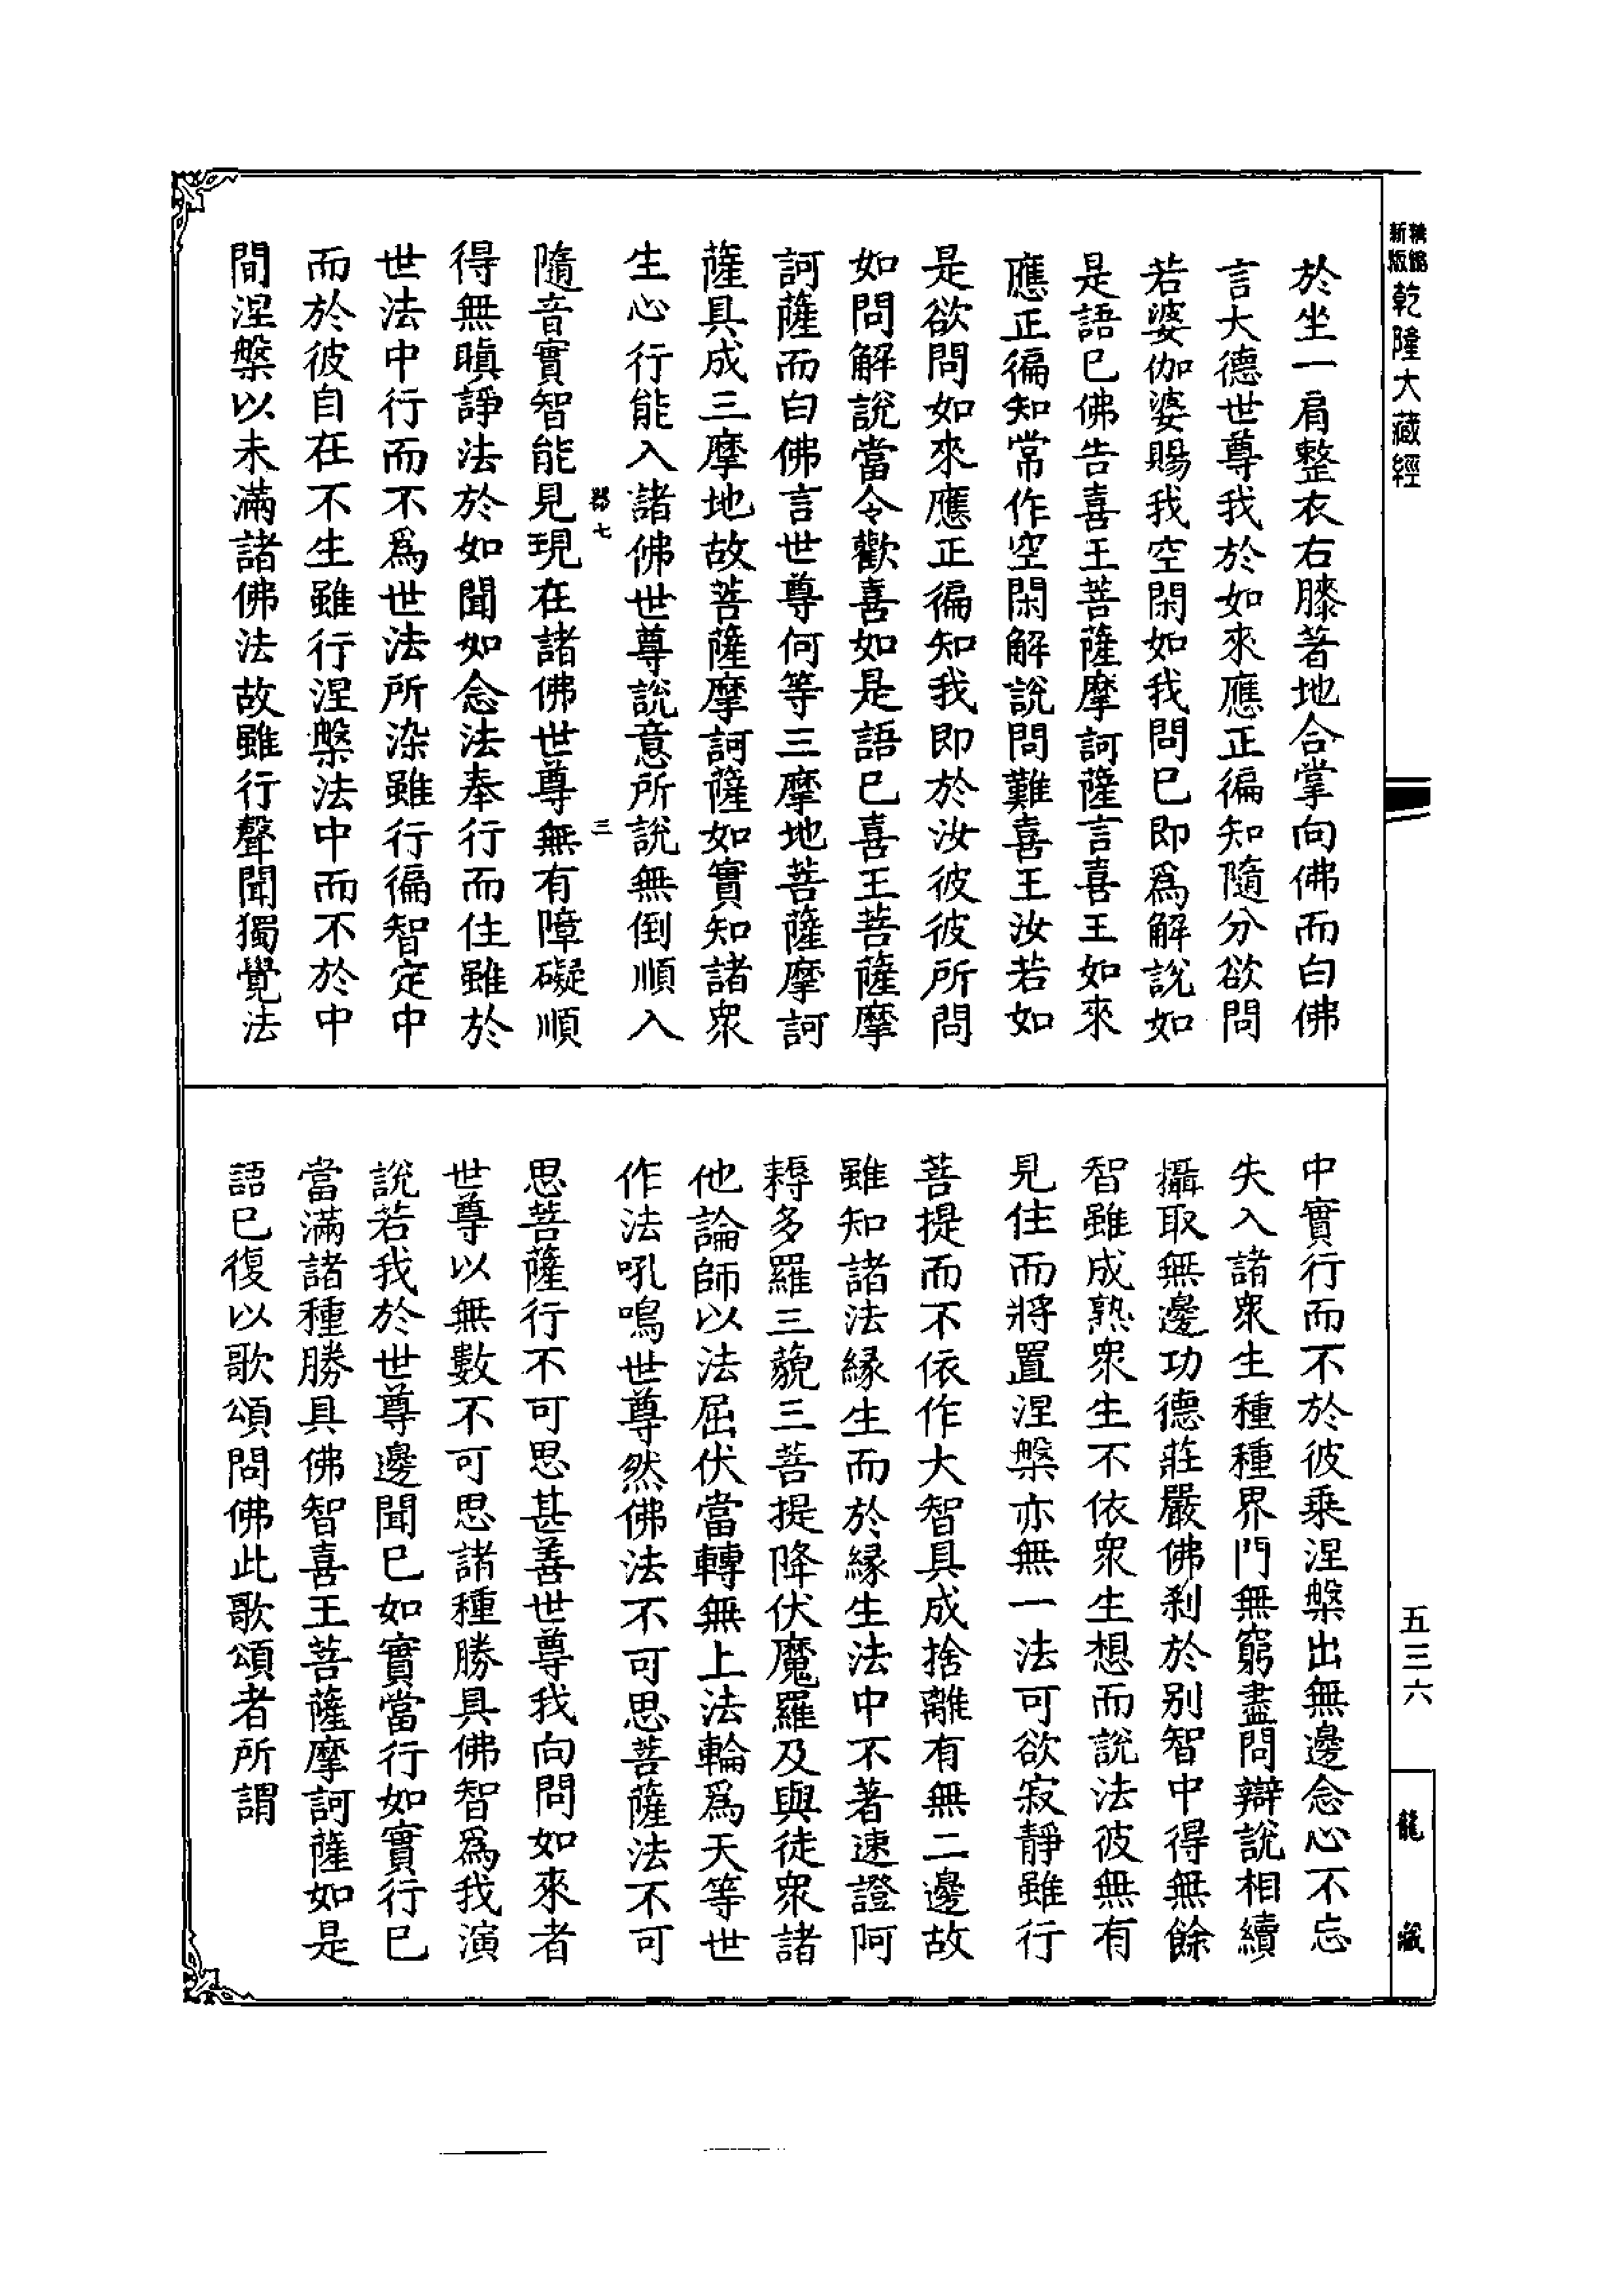 新版
乾隆大藏經
於坐一肩整衣右膝著地合掌向佛而白佛
言大德世尊我於如來應正徧知隨分欲問
若婆伽婆賜我空閑如我問已即爲解說如
是語已佛告喜王菩薩摩訶薩言喜王如來
應正徧知常作空閑解說問難喜王汝若如
是欲問如來應正徧知我即於汝彼彼所問
如問解說當令歡喜如是語已喜王菩薩摩
訶薩而白佛言世尊何等三摩地菩薩摩訶
薩具成三摩地故菩薩摩訶薩如實知諸衆
生心行能入諸佛世尊說意所說無倒順入
器七
三
隨音實智能見現在諸佛世尊無有障礙順
得無瞋諍法於如聞如念法奉行而住雖於
世法中行而不爲世法所染雖行徧智定中
而於彼自在不生雖行涅槃法中而不於中
間涅槃以未滿諸佛法故雖行聲聞獨覺法
中實行而不於彼乘涅槃出無邊念心不忘
失入諸衆生種種界門無窮盡問辯說相續
攝取無邊功德莊嚴佛刹於別智中得無餘
智雖成熟衆生不依衆生想而說法彼無有
見住而將置涅槃亦無一法可欲寂靜雖行
菩提而不依作大智具成捨離有無二邊故
雖知諸法緣生而於緣生法中不著速證阿
耨多羅三藐三菩提降伏魔羅及與徒衆諸
他論師以法屈伏當轉無上法輪爲天等世
作法吼鳴世尊然佛法不可思菩薩法不可
思菩薩行不可思甚善世尊我向問如來者
世尊以無數不可思諸種勝具佛智爲我演
說若我於世尊邊聞已如實當行如實行已
當滿諸種勝具佛智喜王菩薩摩訶薩如是
語已復以歌頌問佛此歌頌者所謂
五三六
龍藏